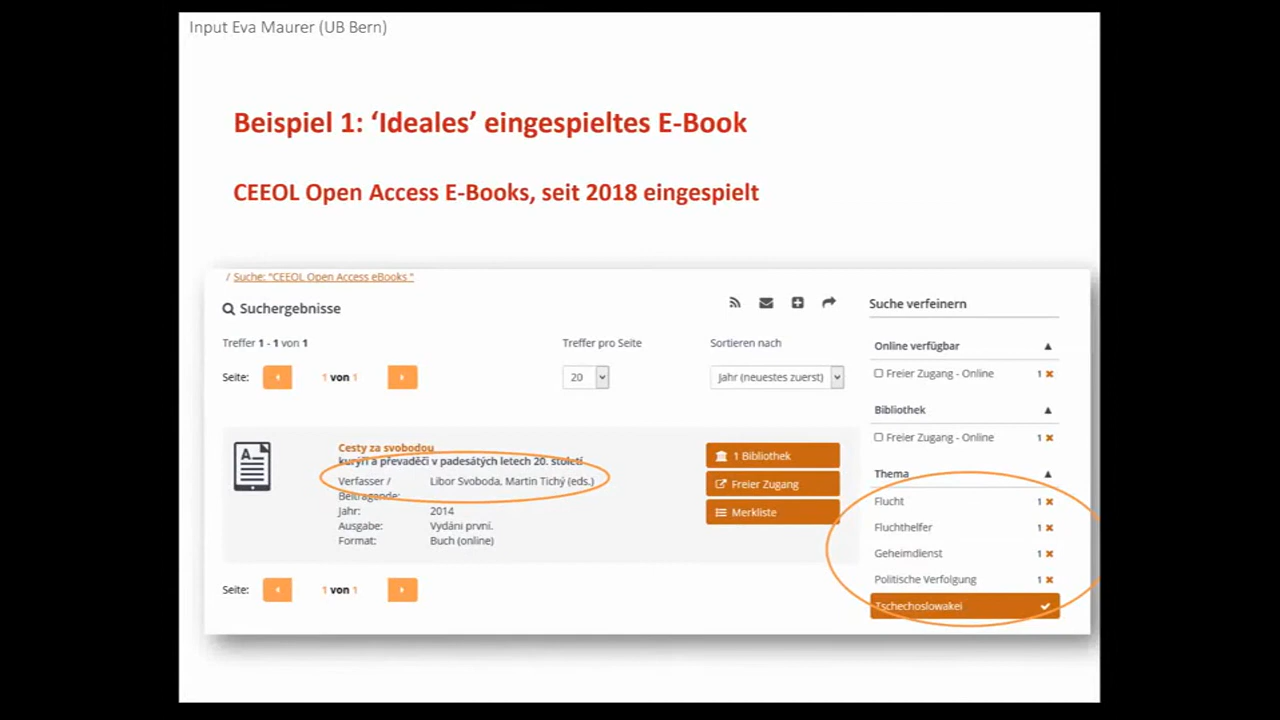 Input Eva Maurer (UB Bern)
Beispiel 1: ‘Ideales’ eingespieltes E-Book
CEEOL Open Access E-Books, seit 2018 eingespielt
/ Suche: "CEEOL Open Access eBooks "
Suchergebnisse
Suche verfeinern
Treffer 1 - 1 von 1
Treffer pro Seite
Sortieren nach
Online verfügbar
Seite: 1 von 1
20
Jahr (neuestes zuerst)
Freier Zugang - Online 1
Bibliothek
Freier Zugang - Online 1
Cesty za svobodou
kurýři a převaděči v padesátých letech 20. století
Verfasser / Beitragende: Libor Svoboda, Martin Tichý (eds.)
Jahr: 2014
Ausgabe: Vydání první.
Format: Buch (online)
1 Bibliothek
Freier Zugang
Merkliste
Thema
Flucht 1
Fluchthelfer 1
Geheimdienst 1
Politische Verfolgung 1
Tschechoslowakei
Seite: 1 von 1